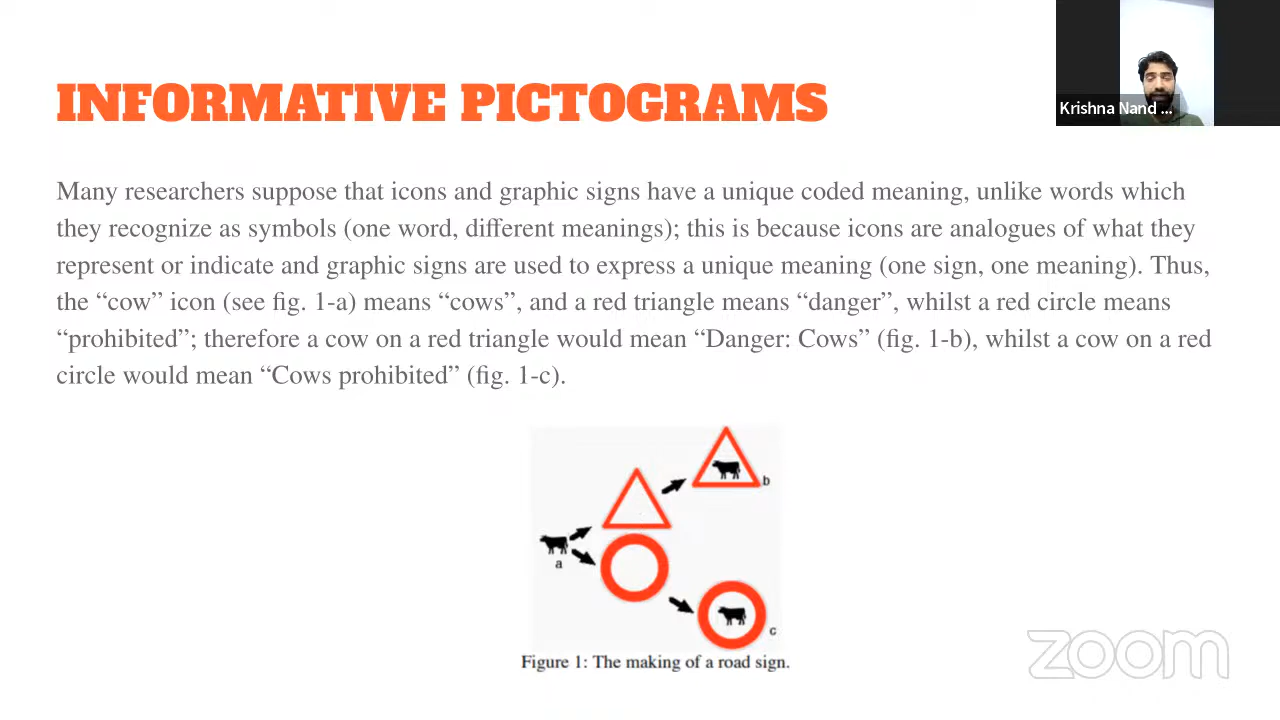 INFORMATIVE PICTOGRAMS
Krishna Nand ...
Many researchers suppose that icons and graphic signs have a unique coded meaning, unlike words which
they recognize as symbols (one word, different meanings); this is because icons are analogues of what they
represent or indicate and graphic signs are used to express a unique meaning (one sign, one meaning). Thus,
the “cow” icon (see fig. 1-a) means “cows”, and a red triangle means “danger”, whilst a red circle means
“prohibited”; therefore a cow on a red triangle would mean “Danger: Cows” (fig. 1-b), whilst a cow on a red
circle would mean “Cows prohibited” (fig. 1-c).
b
a
c
Figure 1: The making of a road sign.
zoom